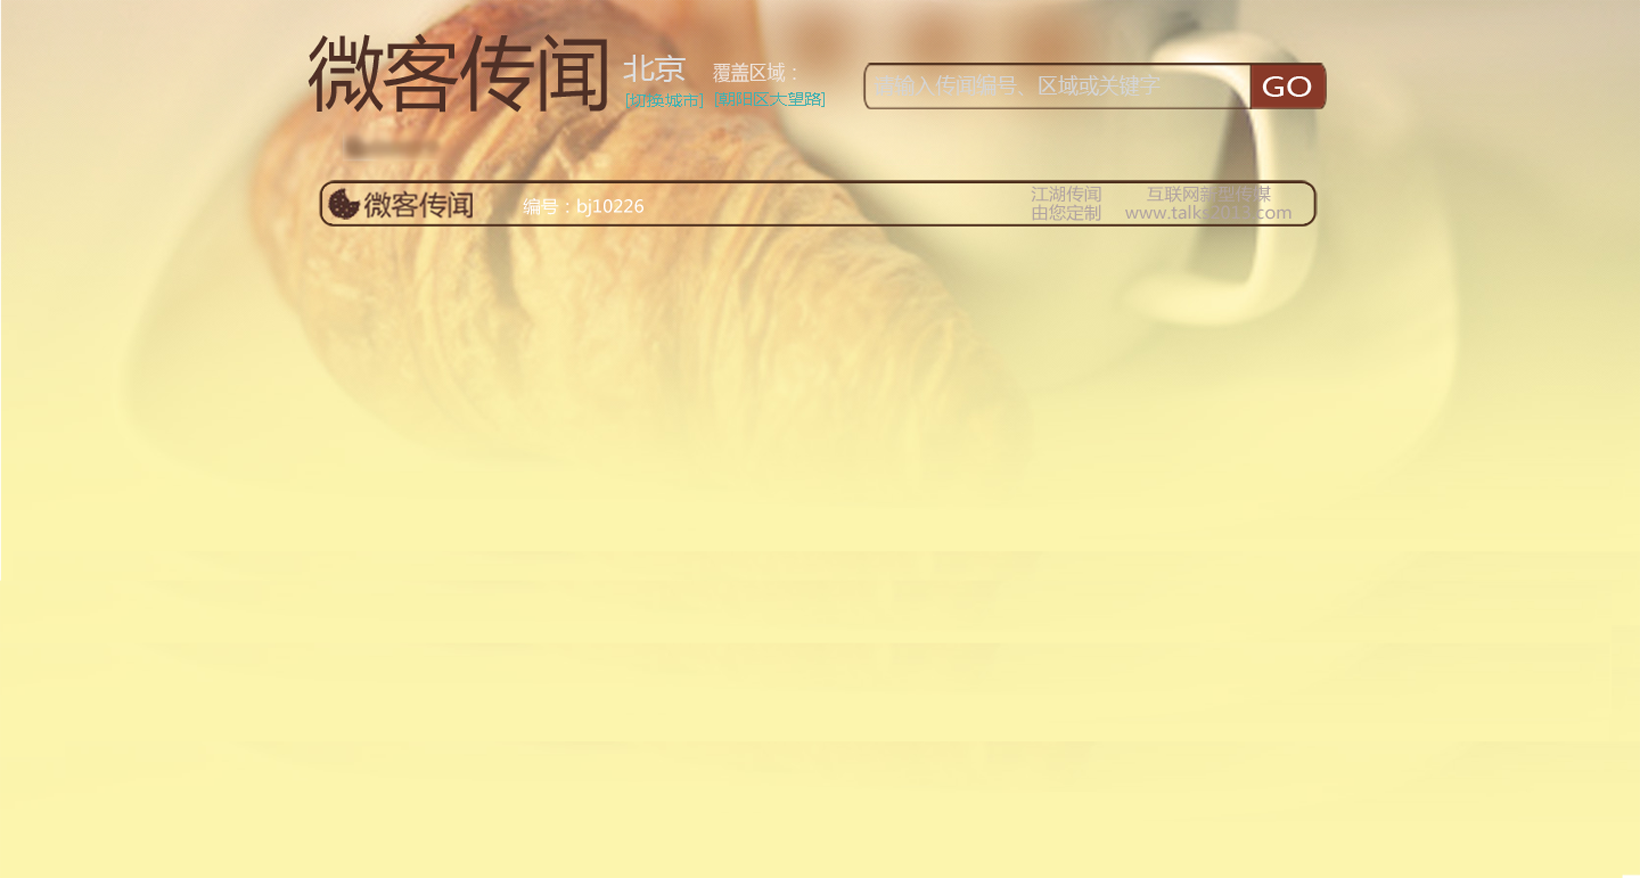 微客传闻
北京
覆盖区域：
[切换城市]
[朝阳区大望路]
请输入传闻编号、区域或关键字
GO
微客传闻
编号：bj10226
江湖传闻
由您定制
互联网新型传媒
www.talks2013.com